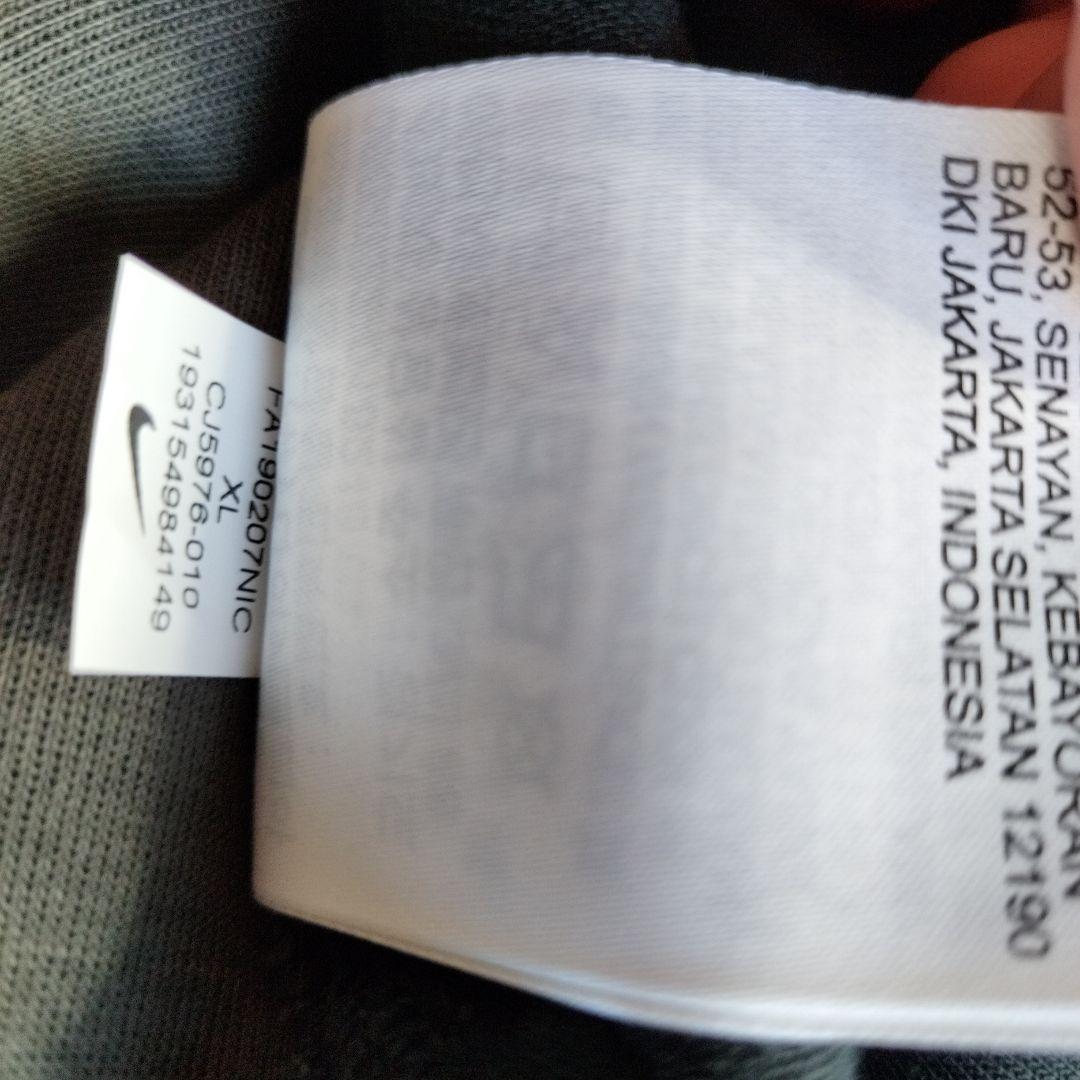 52-53, SENAYAN, KEBAYORAN
BARU, JAKARTA SELATAN 12190
DKI JAKARTA, INDONESIA
FA190207NIC
XL
CJ5976-010
193154984149